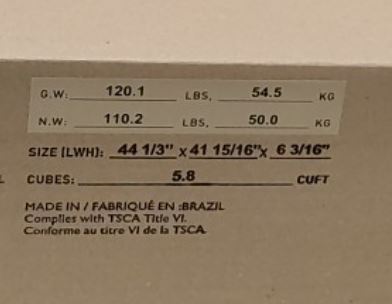 G.W: 120.1 LBS, 54.5 KG
N.W: 110.2 LBS, 50.0 KG
SIZE (LWH): 44 1/3" x 41 15/16"x 6 3/16"
CUBES: 5.8 CUFT
MADE IN / FABRIQUÉ EN :BRAZIL
Complies with TSCA Title VI.
Conforme au titre VI de la TSCA